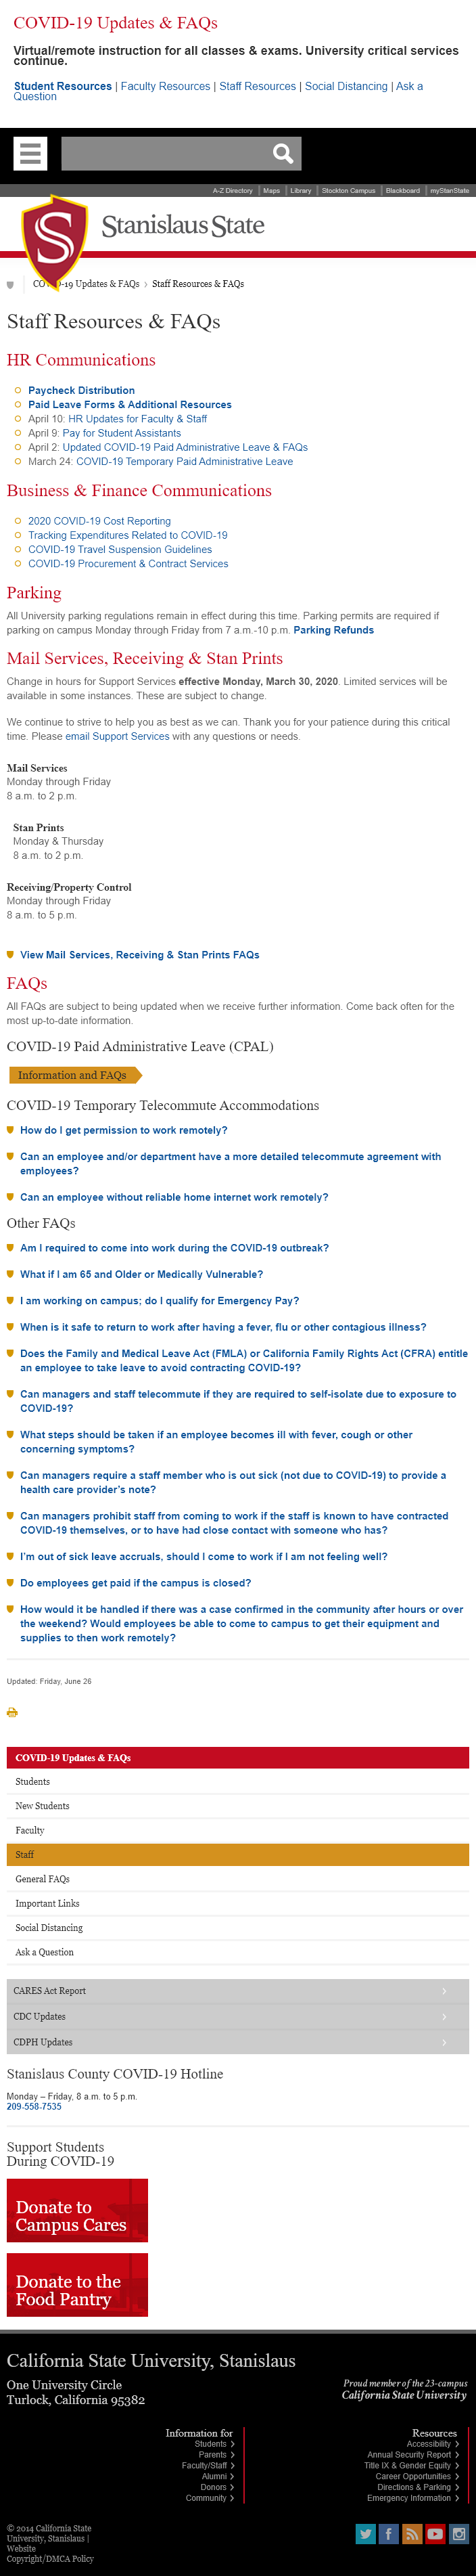 COVID-19 Updates & FAQs
Virtual/remote instruction for all classes & exams. University critical services
continue.
Student Resources | Faculty Resources | Staff Resources | Social Distancing | Ask a
Question
A-Z Directory | Maps | Library | Stockton Campus | Blackboard | myStanState
S
Stanislaus State
COVID-19 Updates & FAQs Staff Resources & FAQs
Staff Resources & FAQs
HR Communications
Paycheck Distribution
Paid Leave Forms & Additional Resources
April 10: HR Updates for Faculty & Staff
April 9: Pay for Student Assistants
April 2: Updated COVID-19 Paid Administrative Leave & FAQs
March 24: COVID-19 Temporary Paid Administrative Leave
Business & Finance Communications
2020 COVID-19 Cost Reporting
Tracking Expenditures Related to COVID-19
COVID-19 Travel Suspension Guidelines
COVID-19 Procurement & Contract Services
Parking
All University parking regulations remain in effect during this time. Parking permits are required if
parking on campus Monday through Friday from 7 a.m.-10 p.m. Parking Refunds
Mail Services, Receiving & Stan Prints
Change in hours for Support Services effective Monday, March 30, 2020. Limited services will be
available in some instances. These are subject to change.
We continue to strive to help you as best as we can. Thank you for your patience during this critical
time. Please email Support Services with any questions or needs.
Mail Services
Monday through Friday
8 a.m. to 2 p.m.
Stan Prints
Monday & Thursday
8 a.m. to 2 p.m.
Receiving/Property Control
Monday through Friday
8 a.m. to 5 p.m.
View Mail Services, Receiving & Stan Prints FAQs
FAQs
All FAQs are subject to being updated when we receive further information. Come back often for the
most up-to-date information.
COVID-19 Paid Administrative Leave (CPAL)
Information and FAQs
COVID-19 Temporary Telecommute Accommodations
How do I get permission to work remotely?
Can an employee and/or department have a more detailed telecommute agreement with
employees?
Can an employee without reliable home internet work remotely?
Other FAQs
Am I required to come into work during the COVID-19 outbreak?
What if I am 65 and Older or Medically Vulnerable?
I am working on campus; do I qualify for Emergency Pay?
When is it safe to return to work after having a fever, flu or other contagious illness?
Does the Family and Medical Leave Act (FMLA) or California Family Rights Act (CFRA) entitle
an employee to take leave to avoid contracting COVID-19?
Can managers and staff telecommute if they are required to self-isolate due to exposure to
COVID-19?
What steps should be taken if an employee becomes ill with fever, cough or other
concerning symptoms?
Can managers require a staff member who is out sick (not due to COVID-19) to provide a
health care provider's note?
Can managers prohibit staff from coming to work if the staff is known to have contracted
COVID-19 themselves, or to have had close contact with someone who has?
I'm out of sick leave accruals, should I come to work if I am not feeling well?
Do employees get paid if the campus is closed?
How would it be handled if there was a case confirmed in the community after hours or over
the weekend? Would employees be able to come to campus to get their equipment and
supplies to then work remotely?
Updated: Friday, June 26
COVID-19 Updates & FAQs
Students
New Students
Faculty
Staff
General FAQs
Important Links
Social Distancing
Ask a Question
CARES Act Report
CDC Updates
CDPH Updates
Stanislaus County COVID-19 Hotline
Monday – Friday, 8 a.m. to 5 p.m.
209-558-7535
Support Students
During COVID-19
Donate to
Campus Cares
Donate to the
Food Pantry
California State University, Stanislaus
One University Circle
Turlock, California 95382
Proud member of the 23-campus
California State University
Information for
Students
Parents
Faculty/Staff
Alumni
Donors
Community
Resources
Accessibility
Annual Security Report
Title IX & Gender Equity
Career Opportunities
Directions & Parking
Emergency Information
© 2014 California State
University, Stanislaus |
Website
Copyright/DMCA Policy